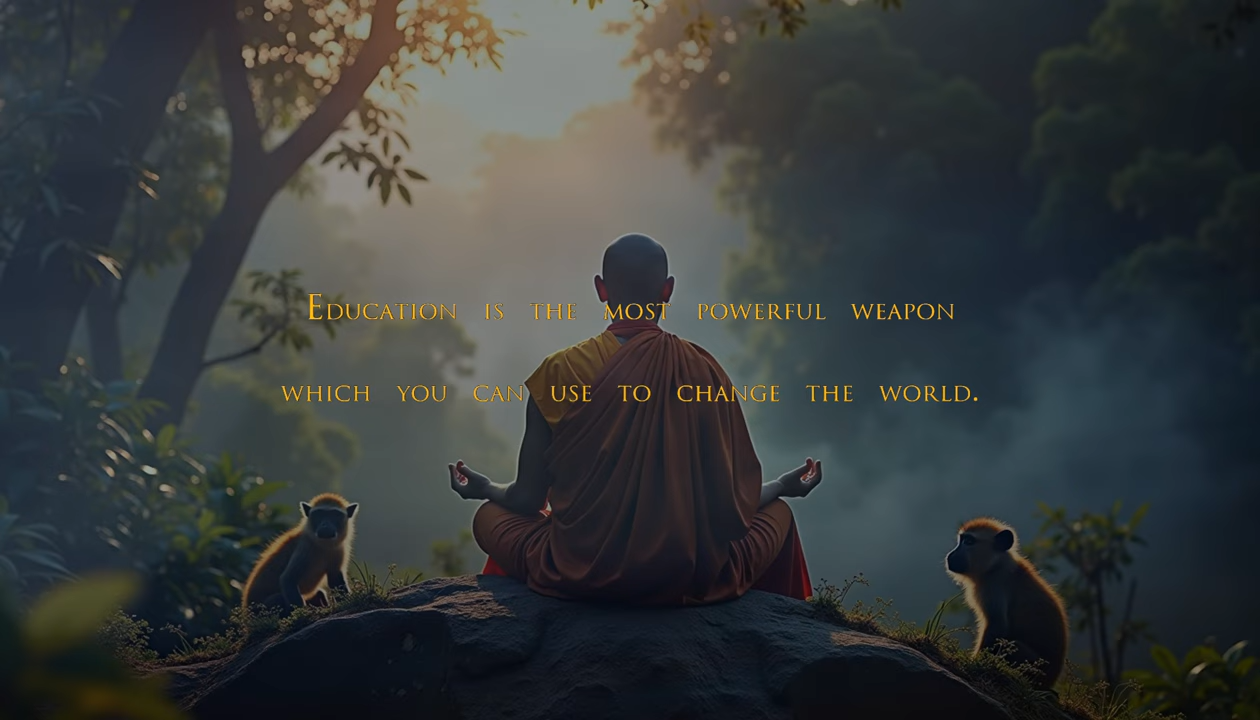 Education is the most powerful weapon
which you can use to change the world.